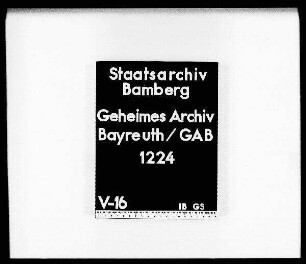 Staatsarchiv
Bamberg
Geheimes Archiv
Bayreuth/GAB
1224
V-16 IB GS